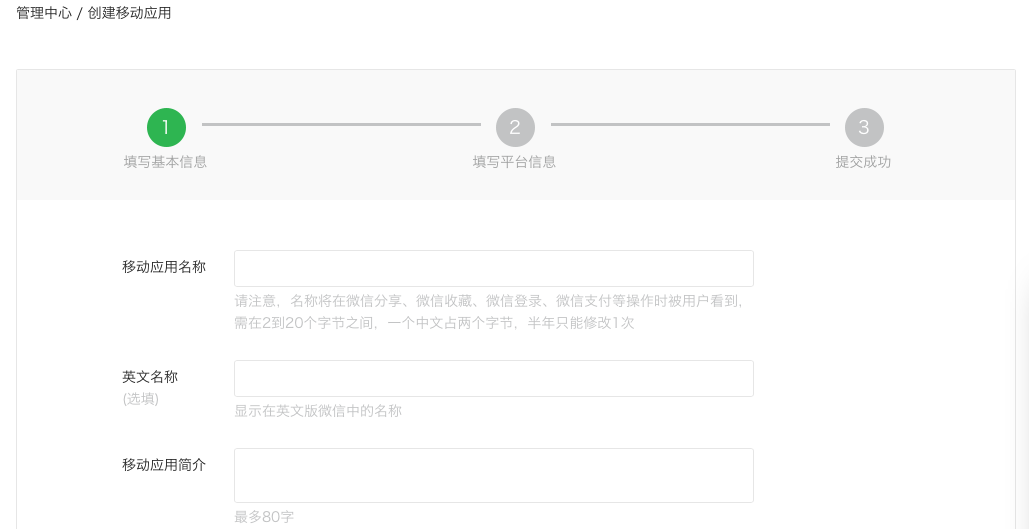 管理中心 / 创建移动应用
1
2
3
填写基本信息
填写平台信息
提交成功
移动应用名称
请注意，名称将在微信分享、微信收藏、微信登录、微信支付等操作时被用户看到，
需在2到20个字节之间，一个中文占两个字节，半年只能修改1次
英文名称
(选填)
显示在英文版微信中的名称
移动应用简介
最多80字